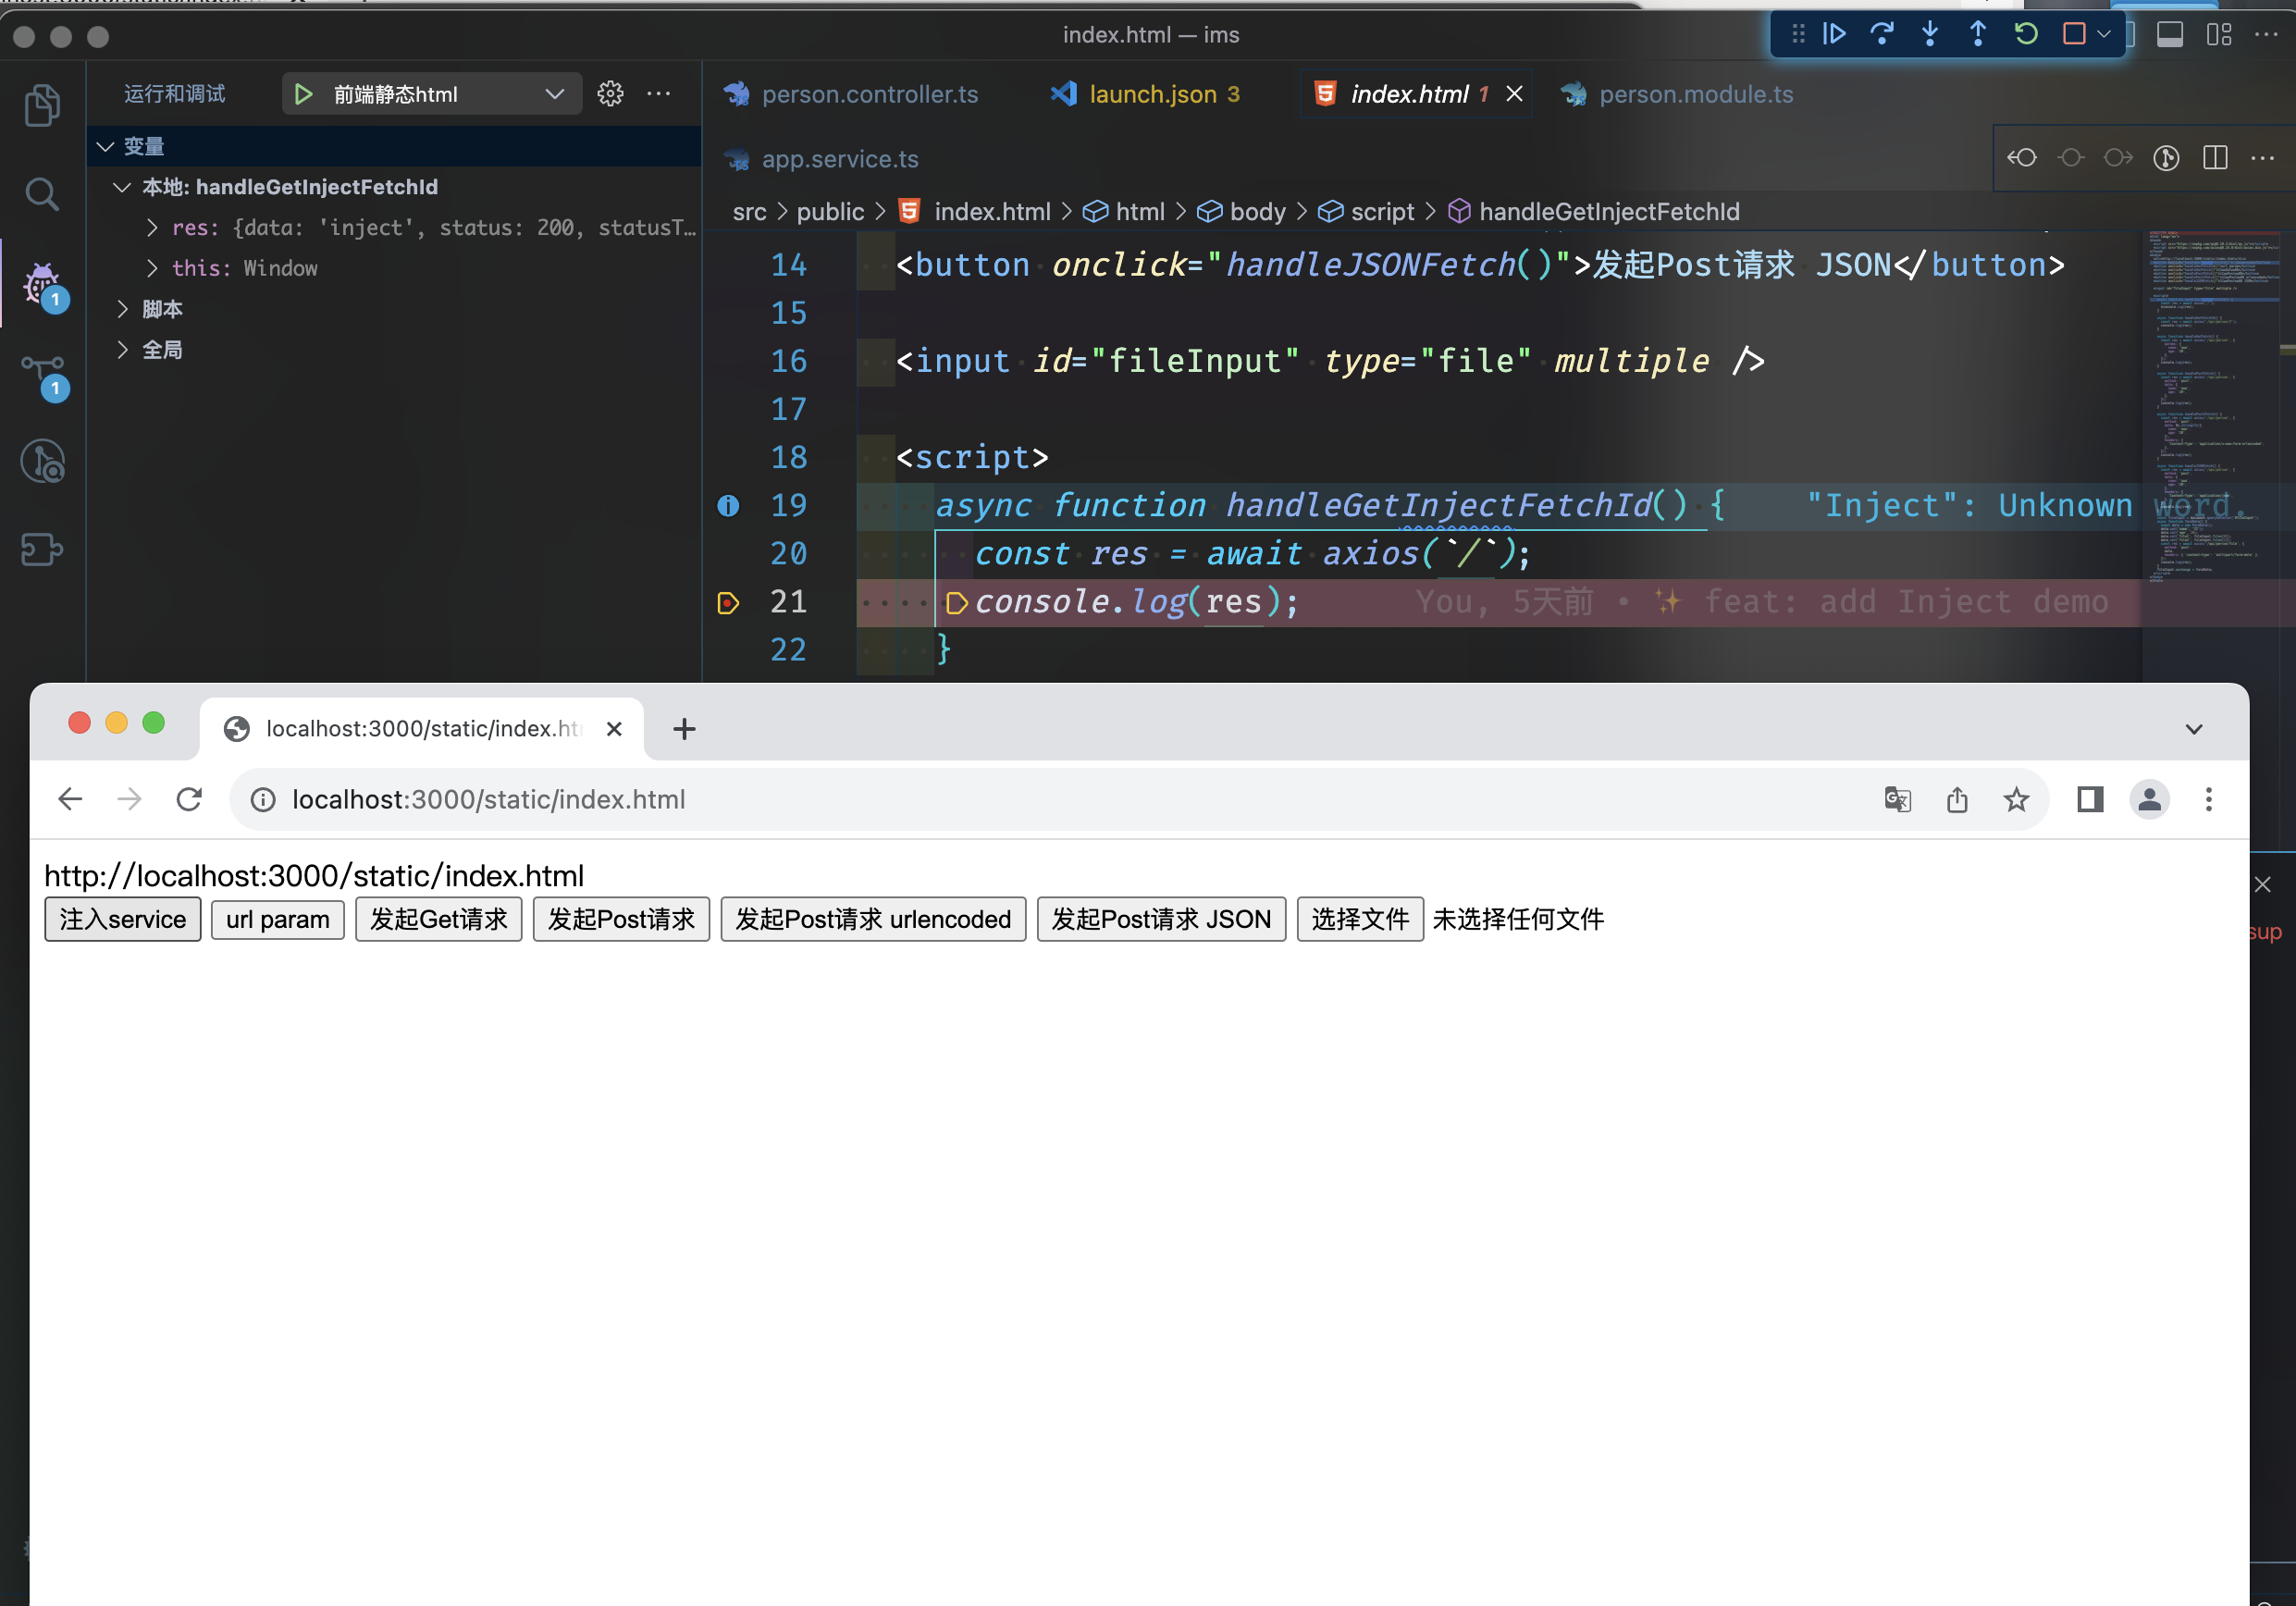 index.html — ims
运行和调试
前端静态html
person.controller.ts
launch.json 3
index.html 1
person.module.ts
变量
app.service.ts
本地: handleGetInjectFetchId
res: {data: 'inject', status: 200, statusT…
this: Window
脚本
全局
1
1
src > public > index.html > html > body > script > handleGetInjectFetchId
14 <button onclick="handleJSONFetch()">发起Post请求 JSON</button>
15
16 <input id="fileInput" type="file" multiple />
17
18 <script>
19 async function handleGetInjectFetchId() { "Inject": Unknown word.
20 const res = await axios(`/`);
21 console.log(res); You, 5天前 • ✨ feat: add Inject demo
22 }
localhost:3000/static/index.ht
localhost:3000/static/index.html
http://localhost:3000/static/index.html
注入service url param 发起Get请求 发起Post请求 发起Post请求 urlencoded 发起Post请求 JSON 选择文件 未选择任何文件
sup